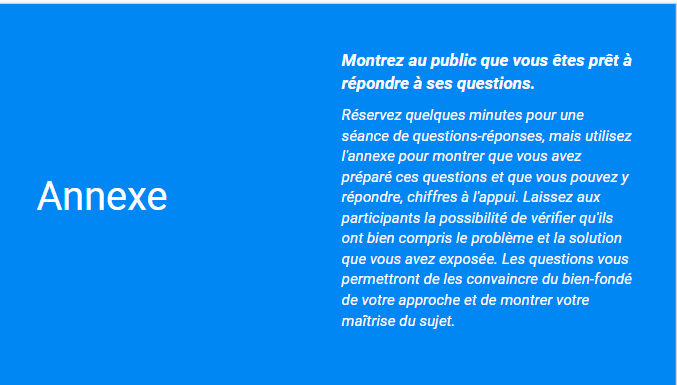 Annexe
Montrez au public que vous êtes prêt à
répondre à ses questions.
Réservez quelques minutes pour une
séance de questions-réponses, mais utilisez
l'annexe pour montrer que vous avez
préparé ces questions et que vous pouvez y
répondre, chiffres à l'appui. Laissez aux
participants la possibilité de vérifier qu'ils
ont bien compris le problème et la solution
que vous avez exposée. Les questions vous
permettront de les convaincre du bien-fondé
de votre approche et de montrer votre
maîtrise du sujet.